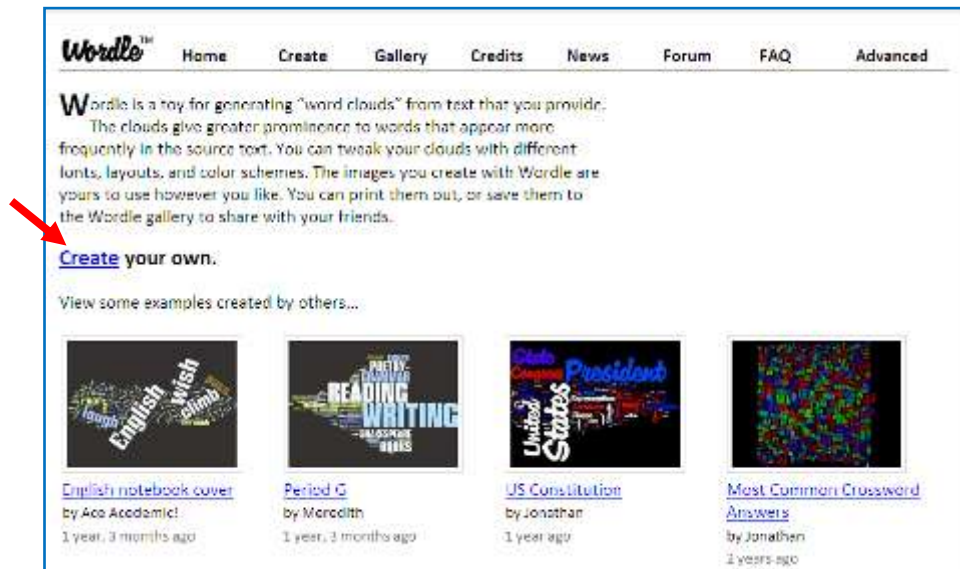 Wordle™ Home Create Gallery Credits News Forum FAQ Advanced
Wordle is a toy for generating “word clouds” from text that you provide.
The clouds give greater prominence to words that appear more
frequently in the source text. You can tweak your clouds with different
fonts, layouts, and color schemes. The images you create with Wordle are
yours to use however you like. You can print them out, or save them to
the Wordle gallery to share with your friends.
Create your own.
View some examples created by others...
laugh English wish climb
POETRY
READING
WRITING
SHAKESPEARE
BOOKS
State
Congress President
United States
English notebook cover Period G US Constitution Most Common Crossword
Answers
by Ace Academic! by Meredith by Jonathan by Jonathan
1 year, 3 months ago 1 year, 3 months ago 1 year ago 2 years ago